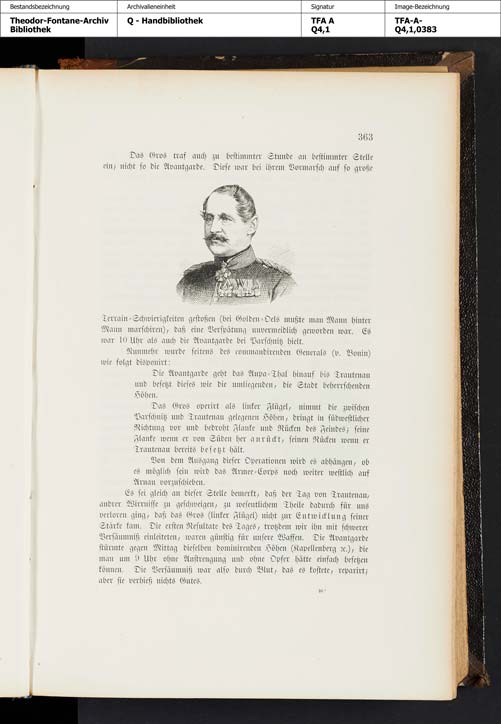 Bestandsbezeichnung
Archivalieneinheit
Signatur
Image-Bezeichnung
Theodor-Fontane-Archiv
Bibliothek
Q - Handbibliothek
TFA A
Q4,1
TFA-A-
Q4,1,0383
363
Das Gros traf auch zu bestimmter Stunde an bestimmter Stelle
ein; nicht so die Avantgarde. Diese war bei ihrem Vormarsch auf so große
Terrain-Schwierigkeiten gestoßen (bei Golden-Oels mußte man Mann hinter
Mann marschiren), daß eine Verspätung unvermeidlich geworden war. Es
war 10 Uhr als auch die Avantgarde bei Parschnitz hielt.
Nunmehr wurde seitens des commandirenden Generals (v. Bonin)
wie folgt disponirt:
Die Avantgarde geht das Aupa-Thal hinauf bis Trautenau
und besetzt dieses wie die umliegenden, die Stadt beherrschenden
Höhen.
Das Gros operirt als linker Flügel, nimmt die zwischen
Parschnitz und Trautenau gelegenen Höhen, dringt in südwestlicher
Richtung vor und bedroht Flanke und Rücken des Feindes; seine
Flanke wenn er von Süden her anrückt, seinen Rücken wenn er
Trautenau bereits besetzt hält.
Von dem Ausgang dieser Operationen wird es abhängen, ob
es möglich sein wird das Armee-Corps noch weiter westlich auf
Arnau vorzuschieben.
Es sei gleich an dieser Stelle bemerkt, daß der Tag von Trautenau,
andrer Wirrnisse zu geschweigen, zu wesentlichem Theile dadurch für uns
verloren ging, daß das Gros (linker Flügel) nicht zur Entwicklung seiner
Stärke kam. Die ersten Resultate des Tages, trotzdem wir ihn mit schwerer
Versäumniß einleiteten, waren günstig für unsere Waffen. Die Avantgarde
stürmte gegen Mittag dieselben dominirenden Höhen (Kapellenberg ꝛc.), die
man um 9 Uhr ohne Anstrengung und ohne Opfer hätte einfach besetzen
können. Die Versäumniß war also durch Blut, das es kostete, reparirt;
aber sie verhieß nichts Gutes.